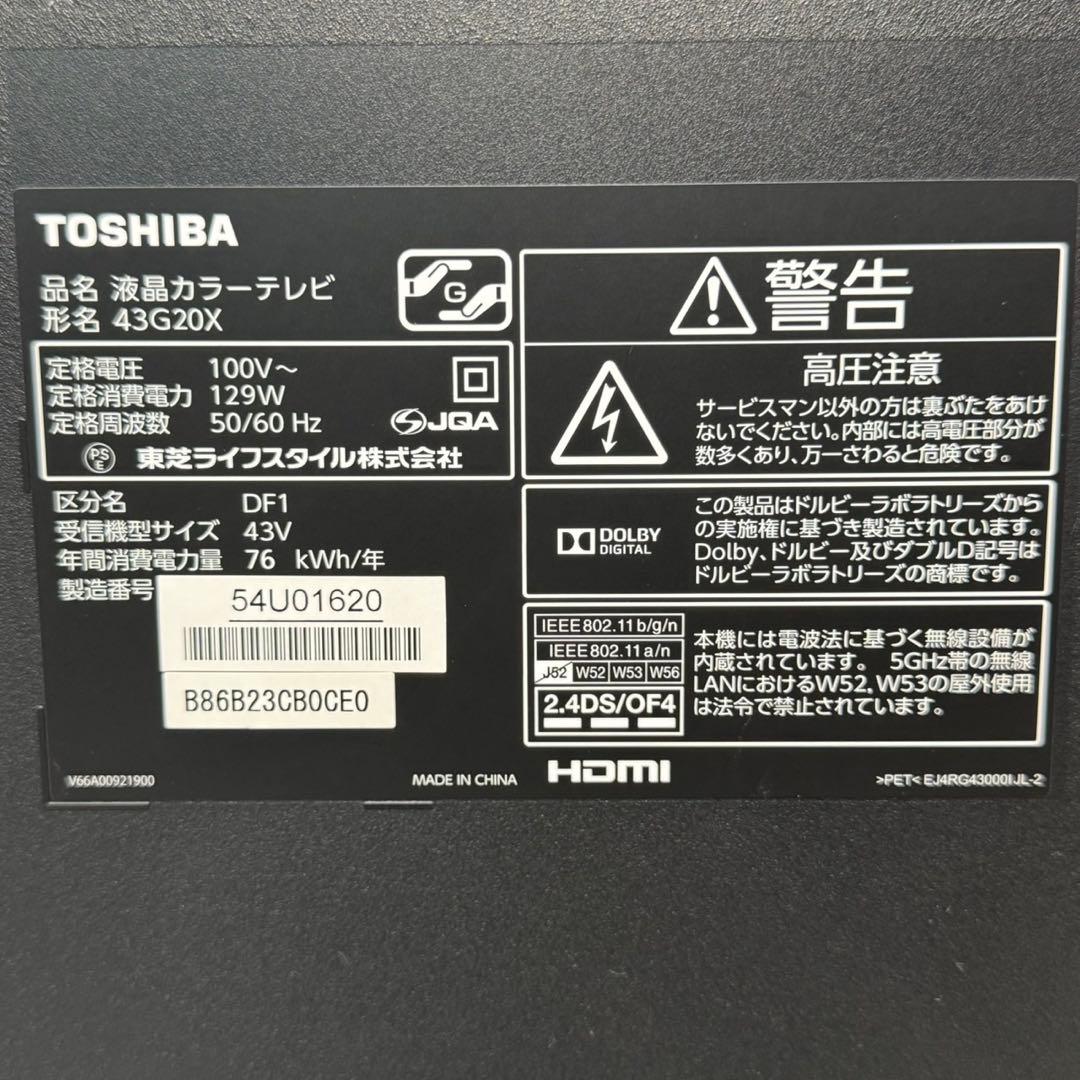 TOSHIBA
品名 液晶カラーテレビ
形名 43G20X
G
定格電圧 100V～
定格消費電力 129W
定格周波数 50/60 Hz
JQA
PS
E
東芝ライフスタイル株式会社
区分名 DF1
受信機型サイズ 43V
年間消費電力量 76 kWh/年
製造番号
54U01620
B86B23CB0CE0
V66A00921900
MADE IN CHINA
警告
高圧注意
サービスマン以外の方は裏ぶたをあけ
ないでください。内部には高電圧部分が
数多くあり、万一さわると危険です。
DOLBY
DIGITAL
この製品はドルビーラボラトリーズから
の実施権に基づき製造されています。
Dolby、ドルビー及びダブルD記号は
ドルビーラボラトリーズの商標です。
IEEE802.11b/g/n
IEEE802.11a/n
J52 W52 W53 W56
2.4DS/OF4
本機には電波法に基づく無線設備が
内蔵されています。 5GHz帯の無線
LANにおけるW52，W53の屋外使用
は法令で禁止されています。
HDMI
>PET< EJ4RG43000IJL-2